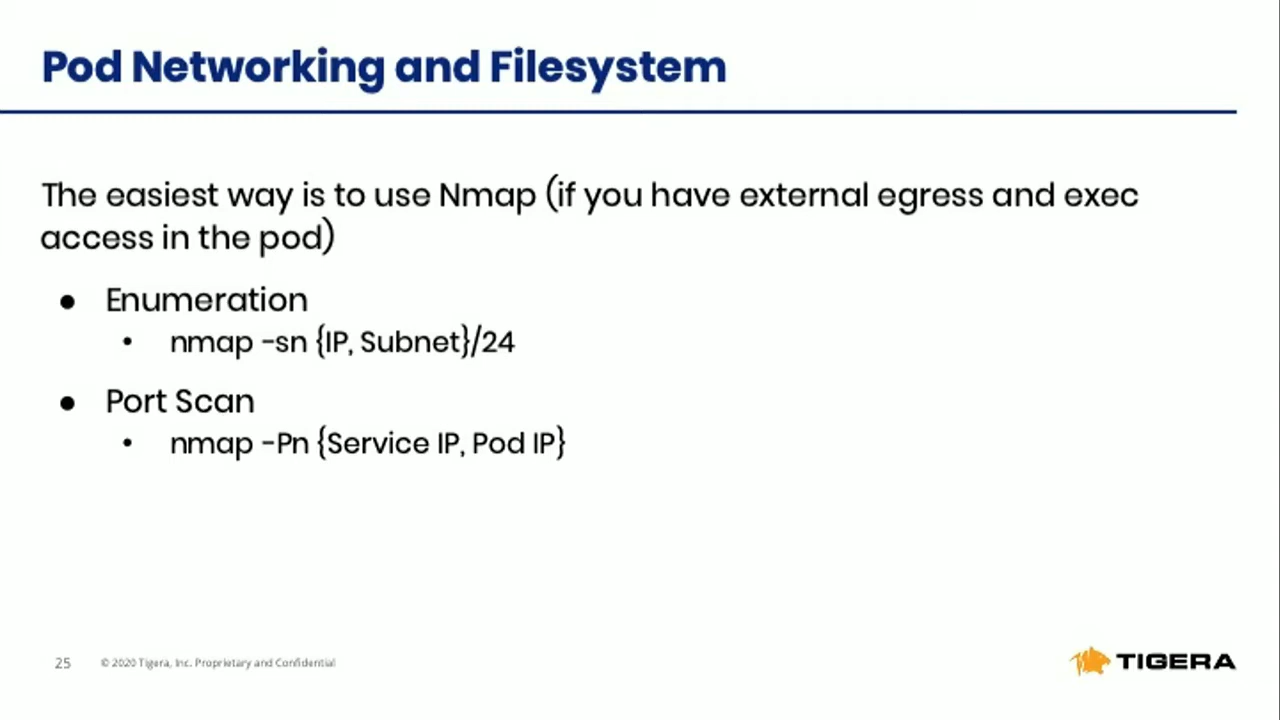 Pod Networking and Filesystem
The easiest way is to use Nmap (if you have external egress and exec
access in the pod)
● Enumeration
• nmap -sn {IP, Subnet}/24
● Port Scan
• nmap -Pn {Service IP, Pod IP}
25 © 2020 Tigera, Inc. Proprietary and Confidential
TIGERA